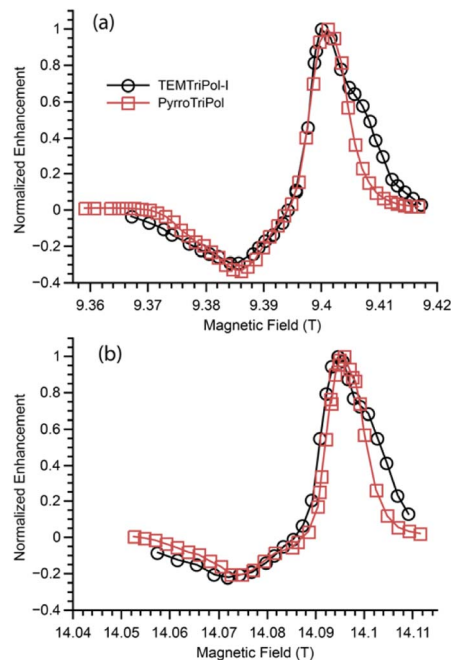 (a)
TEMTriPol-I
PyrroTriPol
Normalized Enhancement
1
0.8
0.6
0.4
0.2
0
−0.2
−0.4
9.36 9.37 9.38 9.39 9.4 9.41 9.42
Magnetic Field (T)
(b)
Normalized Enhancement
1
0.8
0.6
0.4
0.2
0
−0.2
−0.4
14.05 14.06 14.07 14.08 14.09 14.1 14.11
Magnetic Field (T)